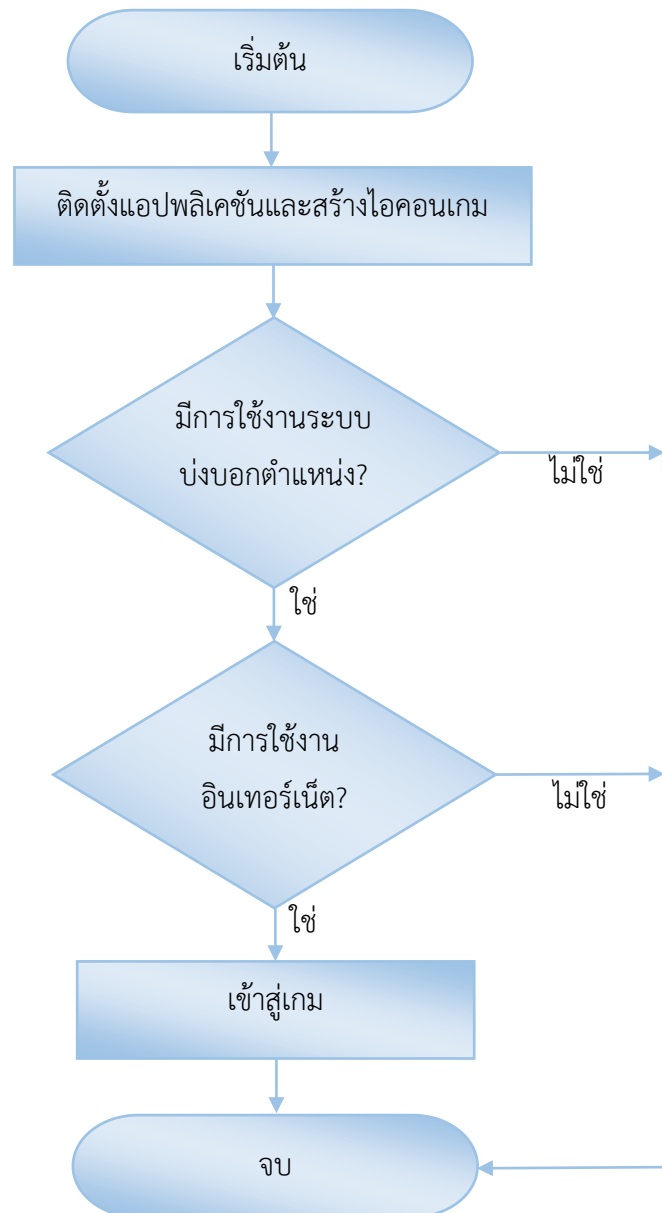 เริ่มต้น
ติดตั้งแอปพลิเคชันและสร้างไอคอนเกม
มีการใช้งานระบบ
บ่งบอกตำแหน่ง?
ไม่ใช่
ใช่
มีการใช้งาน
อินเทอร์เน็ต?
ไม่ใช่
ใช่
เข้าสู่เกม
จบ